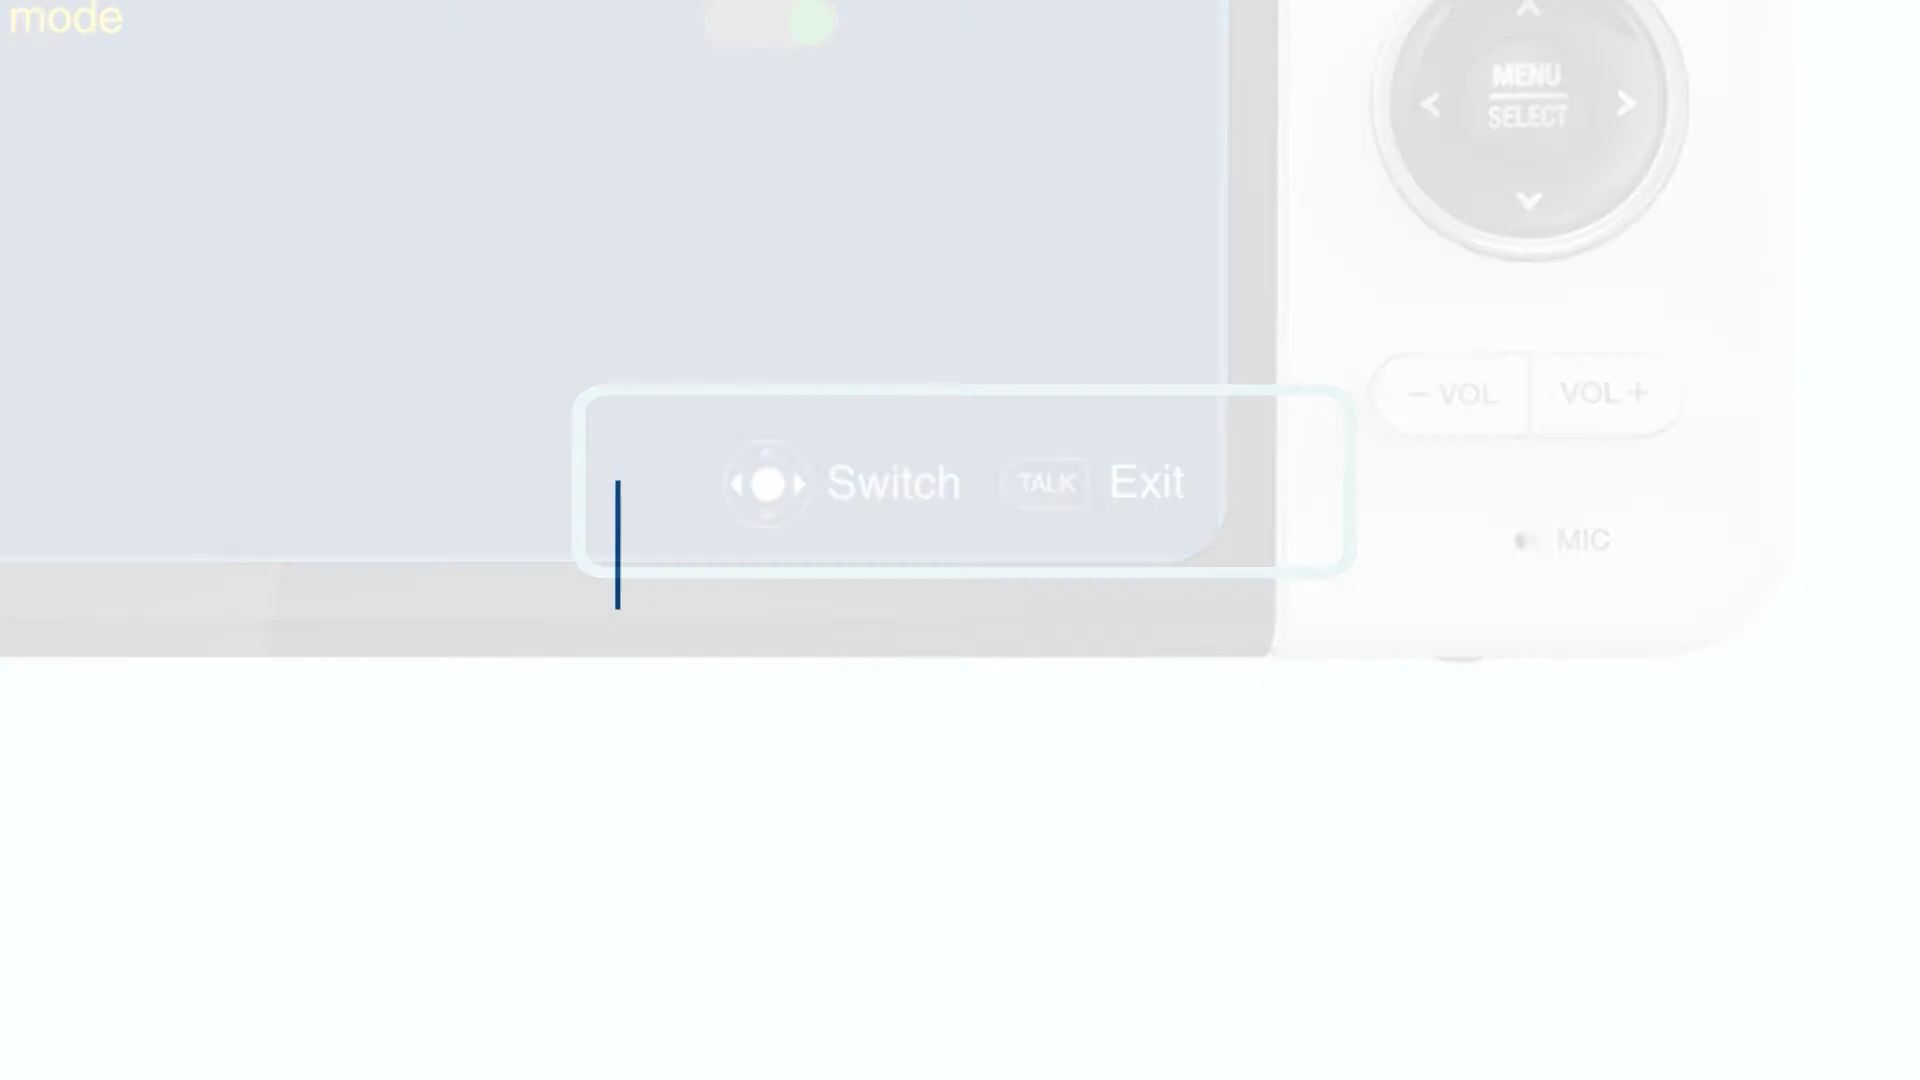 mode
MENU
SELECT
– VOL
VOL +
Switch
TALK
Exit
MIC